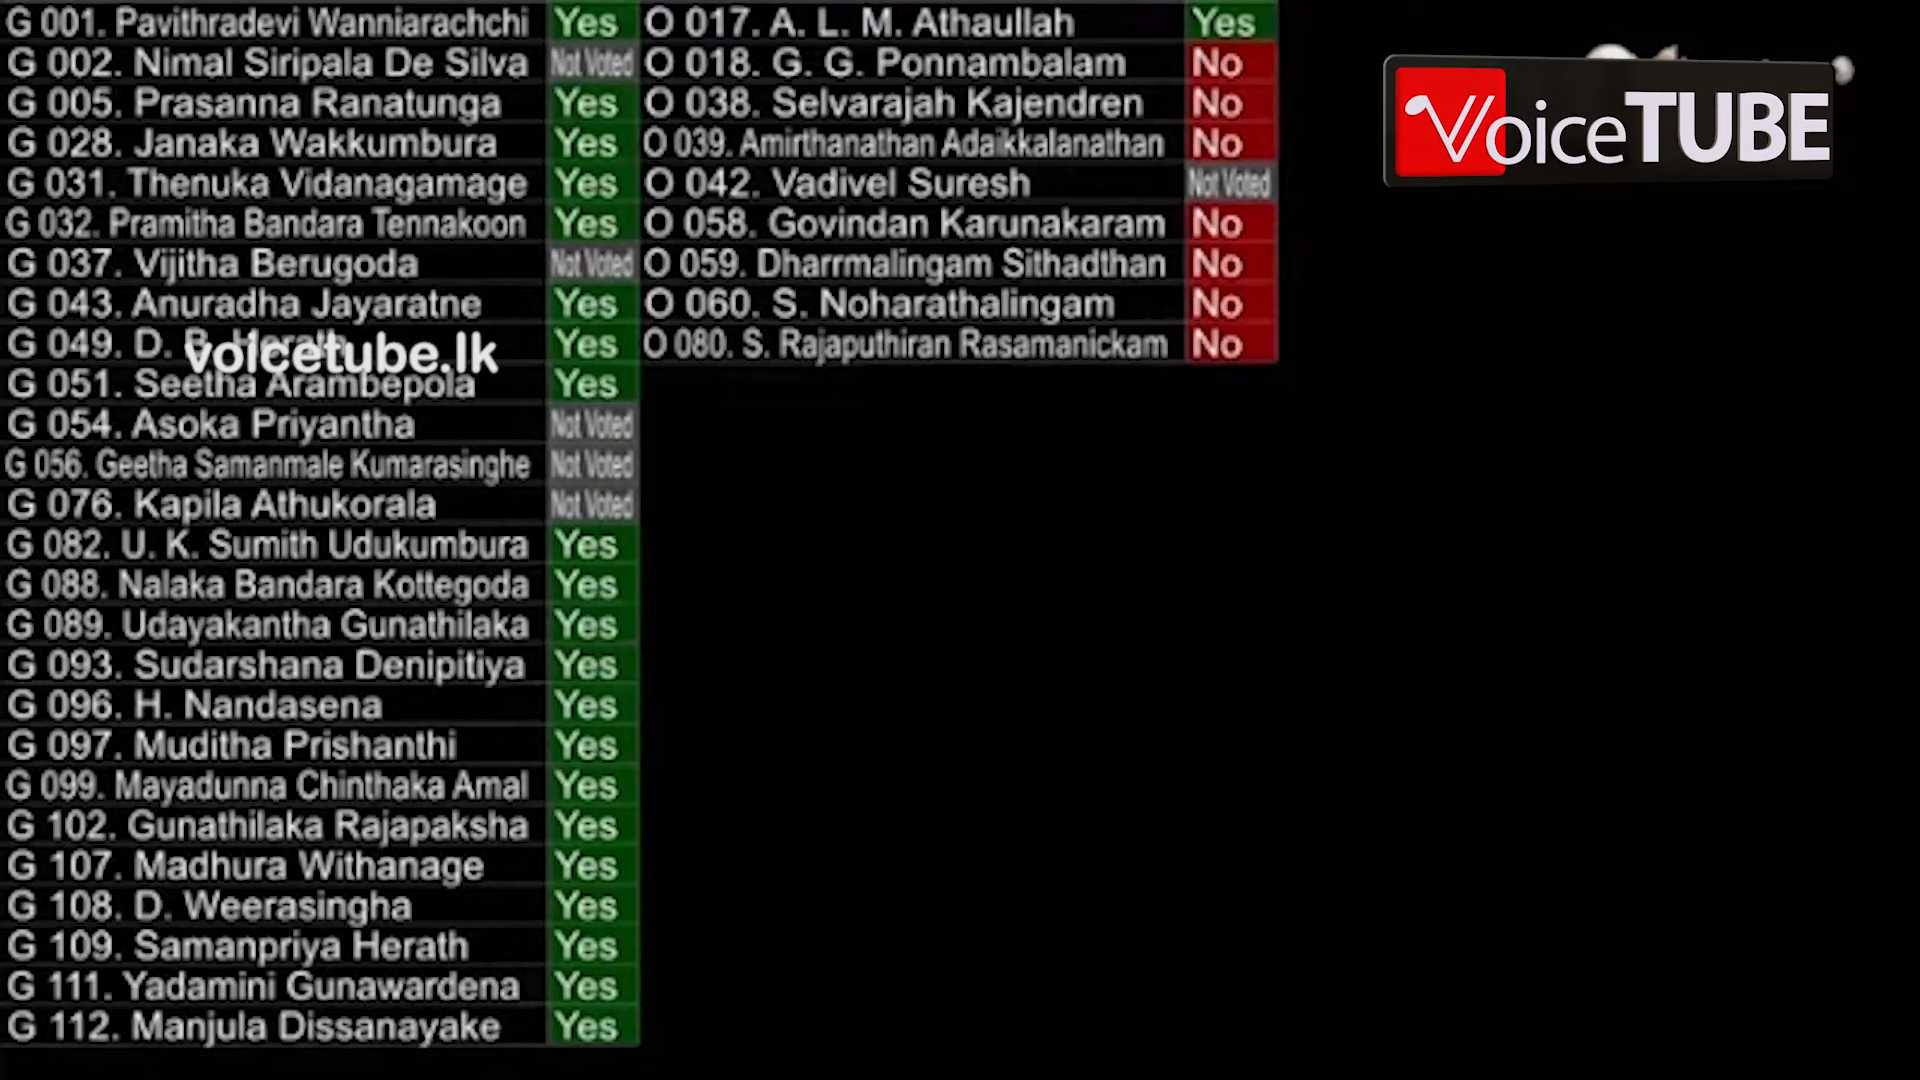 G 001. Pavithradevi Wanniarachchi Yes
G 002. Nimal Siripala De Silva Not Voted
G 005. Prasanna Ranatunga Yes
G 028. Janaka Wakkumbura Yes
G 031. Thenuka Vidanagamage Yes
G 032. Pramitha Bandara Tennakoon Yes
G 037. Vijitha Berugoda Not Voted
G 043. Anuradha Jayaratne Yes
G 049. D. B. Herath Yes
G 051. Seetha Arambepola Yes
G 054. Asoka Priyantha Not Voted
G 056. Geetha Samanmale Kumarasinghe Not Voted
G 076. Kapila Athukorala Not Voted
G 082. U. K. Sumith Udukumbura Yes
G 088. Nalaka Bandara Kottegoda Yes
G 089. Udayakantha Gunathilaka Yes
G 093. Sudarshana Denipitiya Yes
G 096. H. Nandasena Yes
G 097. Muditha Prishanthi Yes
G 099. Mayadunna Chinthaka Amal Yes
G 102. Gunathilaka Rajapaksha Yes
G 107. Madhura Withanage Yes
G 108. D. Weerasingha Yes
G 109. Samanpriya Herath Yes
G 111. Yadamini Gunawardena Yes
G 112. Manjula Dissanayake Yes
O 017. A. L. M. Athaullah Yes
O 018. G. G. Ponnambalam No
O 038. Selvarajah Kajendren No
O 039. Amirthanathan Adaikkalanathan No
O 042. Vadivel Suresh Not Voted
O 058. Govindan Karunakaram No
O 059. Dharrmalingam Sithadthan No
O 060. S. Noharathalingam No
O 080. S. Rajaputhiran Rasamanickam No
voicetube.lk
VoiceTUBE